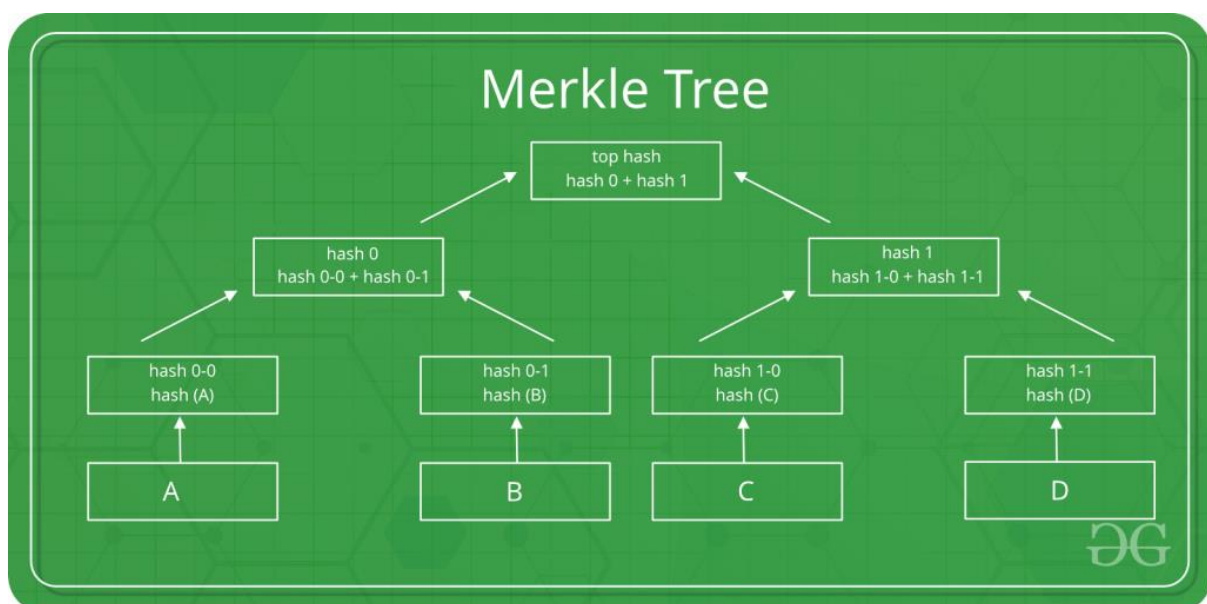 Merkle Tree
top hash
hash 0 + hash 1
hash 0
hash 0-0 + hash 0-1
hash 1
hash 1-0 + hash 1-1
hash 0-0
hash (A)
hash 0-1
hash (B)
hash 1-0
hash (C)
hash 1-1
hash (D)
A
B
C
D